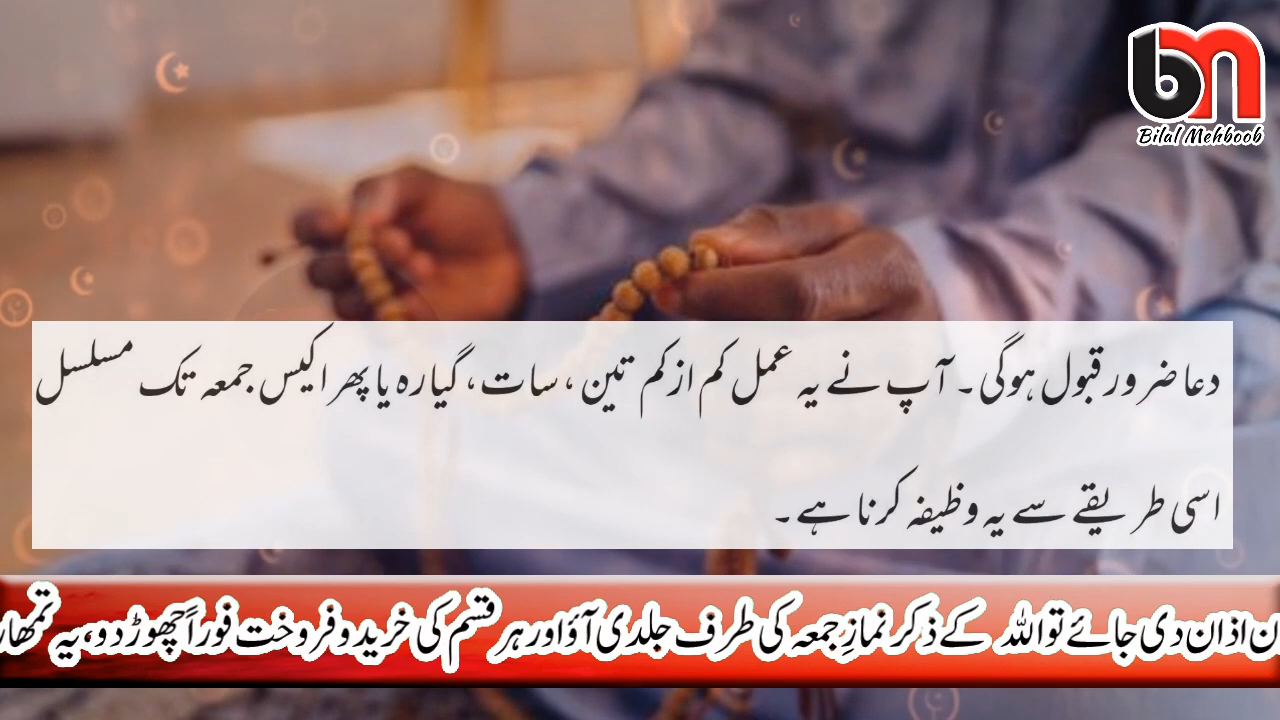 bm
Bilal Mehboob
دعا ضرور قبول ہوگی۔ آپ نے یہ عمل کم از کم تین ، سات ، گیارہ یا پھر اکیس جمعہ تک مسلسل
اسی طریقے سے یہ وظیفہ کرنا ہے۔
ن اذان دی جائے تو اللہ کے ذکر نمازِ جمعہ کی طرف جلدی آؤ اور ہر قسم کی خرید و فروخت فوراً چھوڑ دو، یہ تمھار